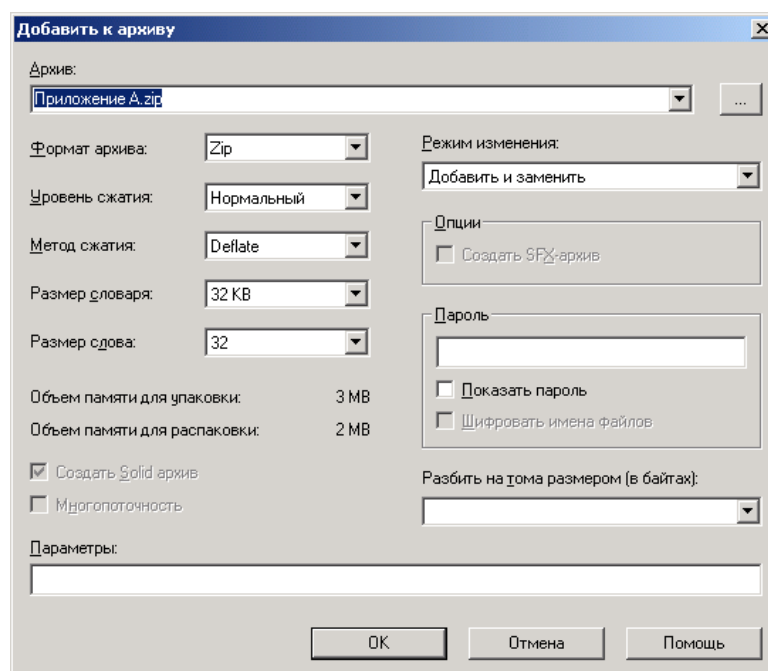 Добавить к архиву
Архив:
Приложение A.zip
...
Формат архива:
Zip
Уровень сжатия:
Нормальный
Метод сжатия:
Deflate
Размер словаря:
32 KB
Размер слова:
32
Объем памяти для упаковки:
3 MB
Объем памяти для распаковки:
2 MB
Создать Solid архив
Многопоточность
Режим изменения:
Добавить и заменить
Опции
Создать SFX-архив
Пароль
Показать пароль
Шифровать имена файлов
Разбить на тома размером (в байтах):
Параметры:
OK
Отмена
Помощь